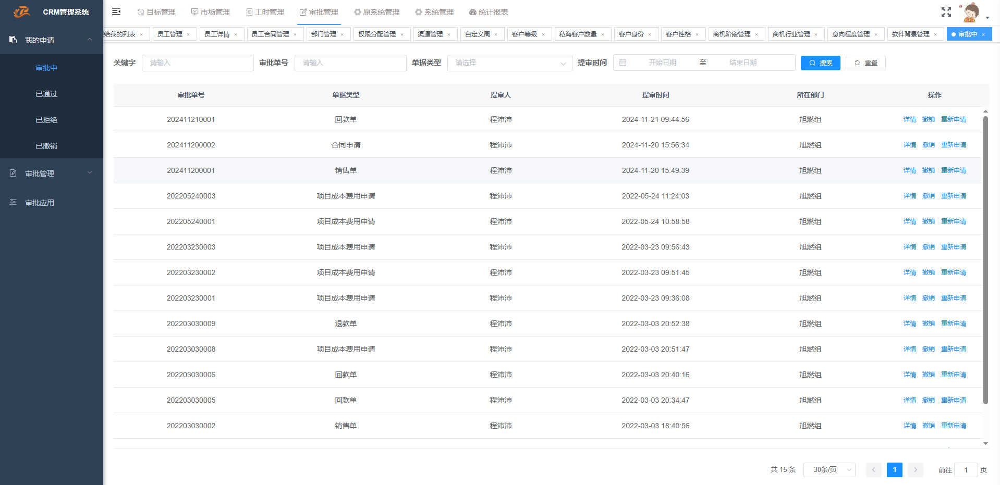 CRM管理系统
目标管理 市场管理 工时管理 审批管理 原系统管理 系统管理 统计报表
给我的列表 × 员工管理 × 员工详情 × 员工合同管理 × 部门管理 × 权限分配管理 × 渠道管理 × 自定义周 × 客户等级 × 私海客户数量 × 客户身份 × 客户性格 × 商机阶段管理 × 商机行业管理 × 意向程度管理 × 软件背景管理 × 审批中 ×
我的申请
审批中
已通过
已拒绝
已撤销
审批管理
审批应用
关键字 请输入 审批单号 请输入 单据类型 请选择 提审时间 开始日期 至 结束日期 搜索 重置
审批单号 单据类型 提审人 提审时间 所在部门 操作
202411210001 回款单 程沛沛 2024-11-21 09:44:56 旭燃组 详情 撤销 重新申请
202411200002 合同申请 程沛沛 2024-11-20 15:56:34 旭燃组 详情 撤销 重新申请
202411200001 销售单 程沛沛 2024-11-20 15:49:39 旭燃组 详情 撤销 重新申请
202205240003 项目成本费用申请 程沛沛 2022-05-24 11:24:03 旭燃组 详情 撤销 重新申请
202205240001 项目成本费用申请 程沛沛 2022-05-24 10:58:58 旭燃组 详情 撤销 重新申请
202203230003 项目成本费用申请 程沛沛 2022-03-23 09:56:43 旭燃组 详情 撤销 重新申请
202203230002 项目成本费用申请 程沛沛 2022-03-23 09:51:45 旭燃组 详情 撤销 重新申请
202203230001 项目成本费用申请 程沛沛 2022-03-23 09:36:08 旭燃组 详情 撤销 重新申请
202203030009 退款单 程沛沛 2022-03-03 20:52:38 旭燃组 详情 撤销 重新申请
202203030008 项目成本费用申请 程沛沛 2022-03-03 20:51:47 旭燃组 详情 撤销 重新申请
202203030006 回款单 程沛沛 2022-03-03 20:40:16 旭燃组 详情 撤销 重新申请
202203030005 回款单 程沛沛 2022-03-03 20:34:47 旭燃组 详情 撤销 重新申请
202203030002 销售单 程沛沛 2022-03-03 18:40:56 旭燃组 详情 撤销 重新申请
共 15 条 30条/页 1 前往 1 页